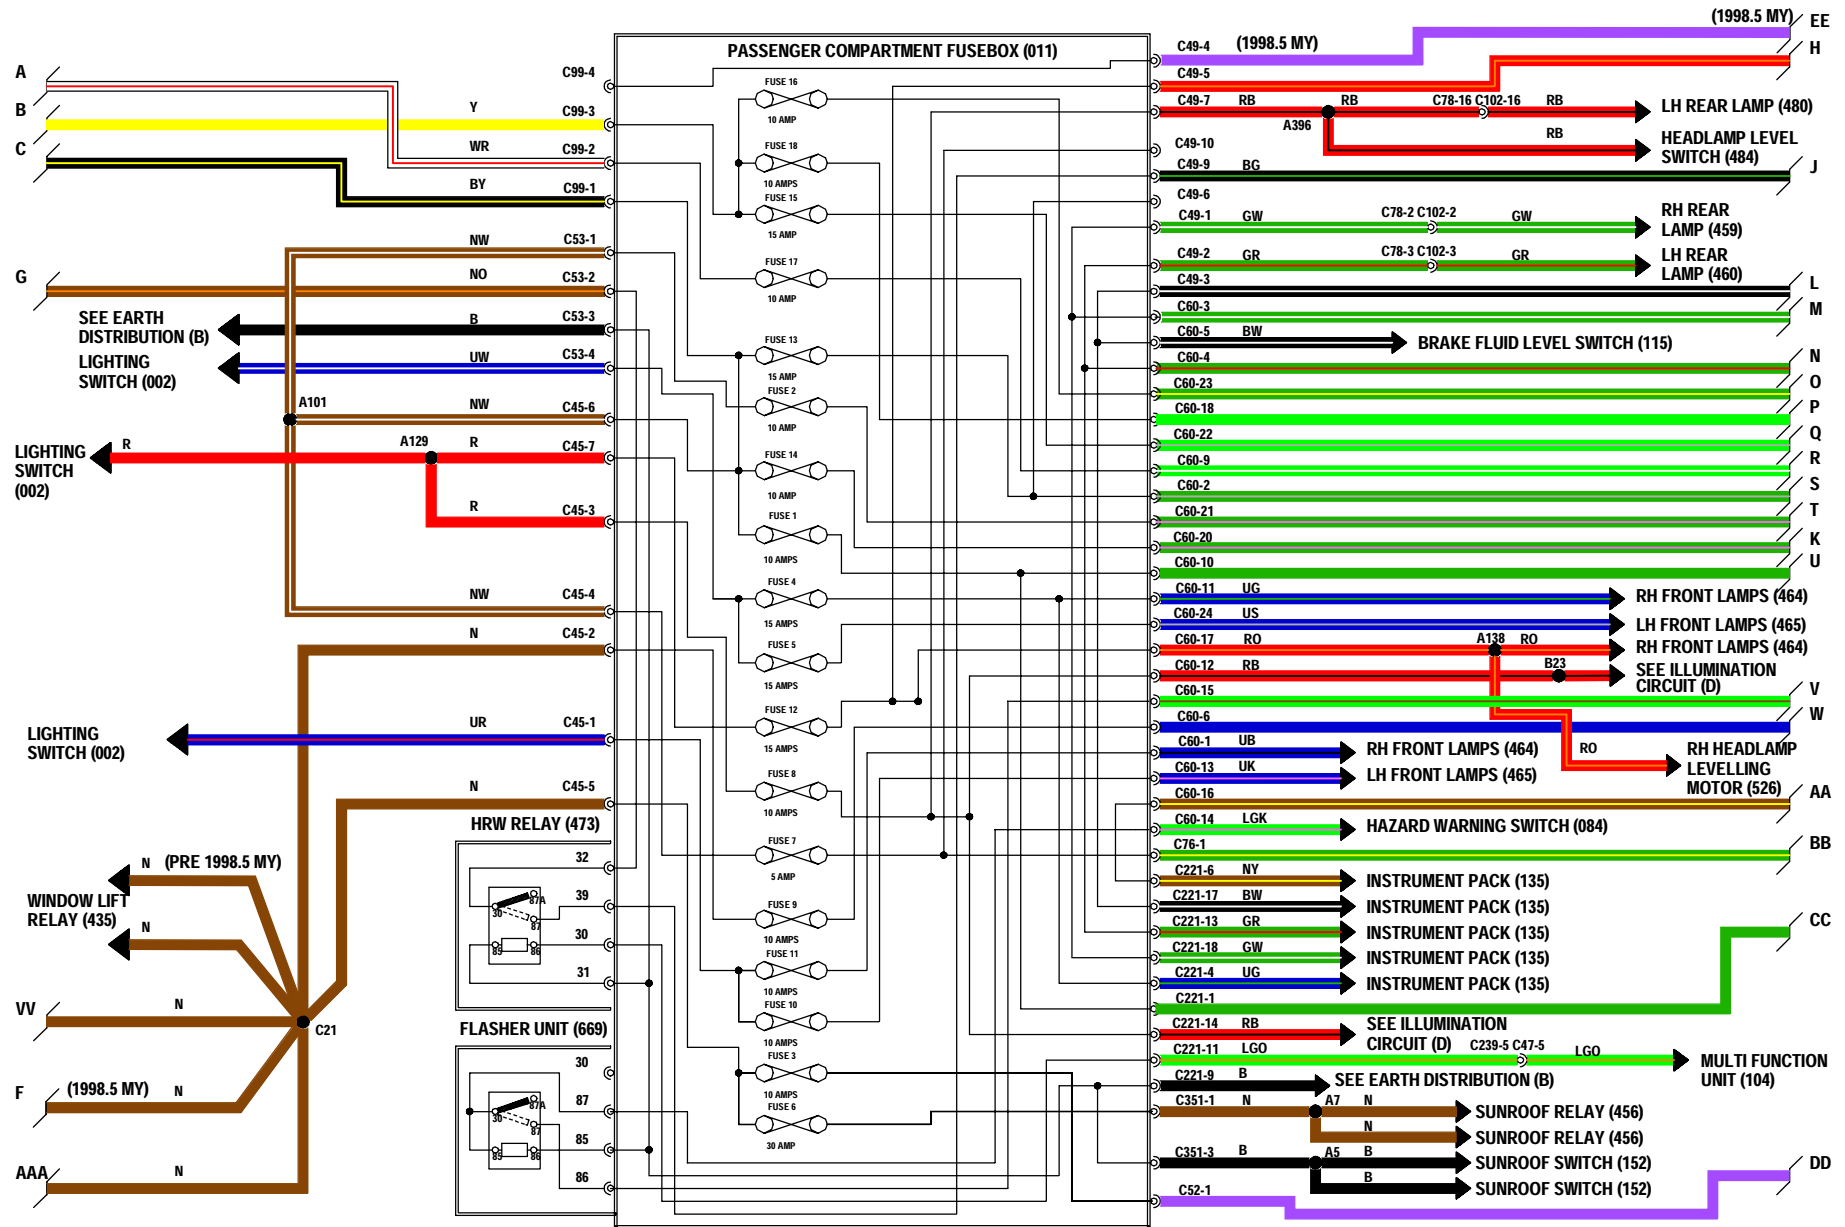 PASSENGER COMPARTMENT FUSEBOX (011)
A
B
C
G
Y
WR
BY
NW
NO
B
UW
NW
R
R
R
NW
N
UR
N
C99-4
C99-3
C99-2
C99-1
C53-1
C53-2
C53-3
C53-4
C45-6
C45-7
C45-3
C45-4
C45-2
C45-1
C45-5
SEE EARTH
DISTRIBUTION (B)
LIGHTING
SWITCH (002)
A101
A129
LIGHTING
SWITCH
(002)
LIGHTING
SWITCH (002)
N
(PRE 1998.5 MY)
WINDOW LIFT
RELAY (435)
N
VV
N
C21
F
(1998.5 MY)
N
AAA
N
HRW RELAY (473)
32
39
30
31
30
87A
87
85
86
FLASHER UNIT (669)
30
87
85
86
30
87A
87
85
86
FUSE 16
10 AMP
FUSE 18
10 AMPS
FUSE 15
15 AMP
FUSE 17
10 AMP
FUSE 13
15 AMP
FUSE 2
10 AMP
FUSE 14
10 AMP
FUSE 1
10 AMPS
FUSE 4
15 AMPS
FUSE 5
15 AMPS
FUSE 12
15 AMPS
FUSE 8
10 AMPS
FUSE 7
5 AMP
FUSE 9
10 AMPS
FUSE 11
10 AMPS
FUSE 10
10 AMPS
FUSE 3
10 AMPS
FUSE 6
30 AMP
C49-4 (1998.5 MY) (1998.5 MY) EE
C49-5 H
C49-7 RB RB C78-16 C102-16 RB LH REAR LAMP (480)
A396
RB HEADLAMP LEVEL
SWITCH (484)
C49-10
C49-9 BG J
C49-6
C49-1 GW C78-2 C102-2 GW RH REAR
LAMP (459)
C49-2 GR C78-3 C102-3 GR LH REAR
LAMP (460)
C49-3 L
C60-3 M
C60-5 BW BRAKE FLUID LEVEL SWITCH (115)
C60-4 N
C60-23 O
C60-18 P
C60-22 Q
C60-9 R
C60-2 S
C60-21 T
C60-20 K
C60-10 U
C60-11 UG RH FRONT LAMPS (464)
C60-24 US LH FRONT LAMPS (465)
C60-17 RO A138 RO RH FRONT LAMPS (464)
C60-12 RB B23 SEE ILLUMINATION
CIRCUIT (D)
C60-15 V
C60-6 W
C60-1 UB RH FRONT LAMPS (464)
RO RH HEADLAMP
LEVELLING
MOTOR (526)
C60-13 UK LH FRONT LAMPS (465)
C60-16 AA
C60-14 LGK HAZARD WARNING SWITCH (084)
C76-1 BB
C221-6 NY INSTRUMENT PACK (135)
C221-17 BW INSTRUMENT PACK (135)
C221-13 GR INSTRUMENT PACK (135)
CC
C221-18 GW INSTRUMENT PACK (135)
C221-4 UG INSTRUMENT PACK (135)
C221-1
C221-14 RB SEE ILLUMINATION
CIRCUIT (D)
C221-11 LGO C239-5 C47-5 LGO MULTI FUNCTION
UNIT (104)
C221-9 B SEE EARTH DISTRIBUTION (B)
C351-1 N A7 N SUNROOF RELAY (456)
N SUNROOF RELAY (456)
C351-3 B A5 B SUNROOF SWITCH (152)
B SUNROOF SWITCH (152)
C52-1 DD